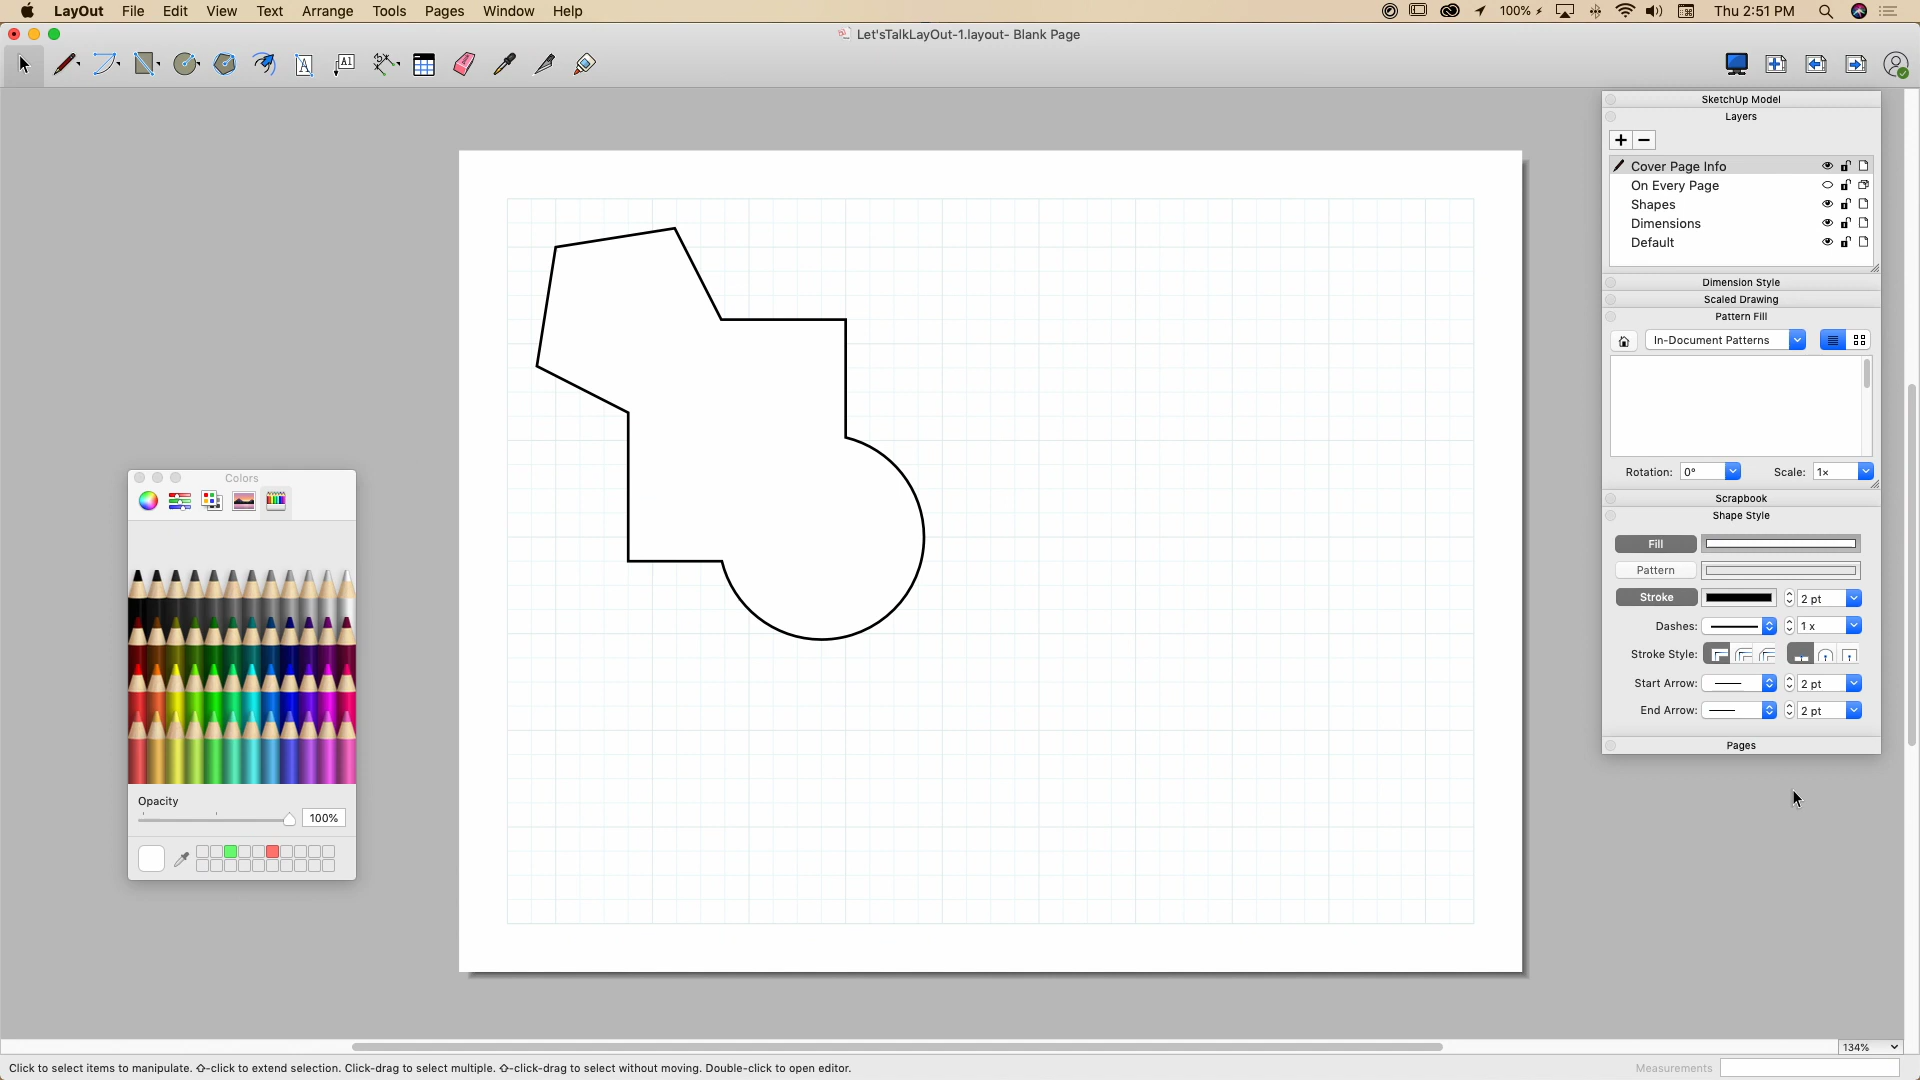 LayOut File Edit View Text Arrange Tools Pages Window Help
100% Thu 2:51 PM
Let'sTalkLayOut-1.layout- Blank Page
A
A1
SketchUp Model
Layers
Cover Page Info
On Every Page
Shapes
Dimensions
Default
Dimension Style
Scaled Drawing
Pattern Fill
In-Document Patterns
Rotation: 0° Scale: 1x
Scrapbook
Shape Style
Fill
Pattern
Stroke 2 pt
Dashes: 1 x
Stroke Style:
Start Arrow: 2 pt
End Arrow: 2 pt
Pages
Colors
Opacity
100%
134%
Click to select items to manipulate. ⇧-click to extend selection. Click-drag to select multiple. ⇧-click-drag to select without moving. Double-click to open editor.
Measurements